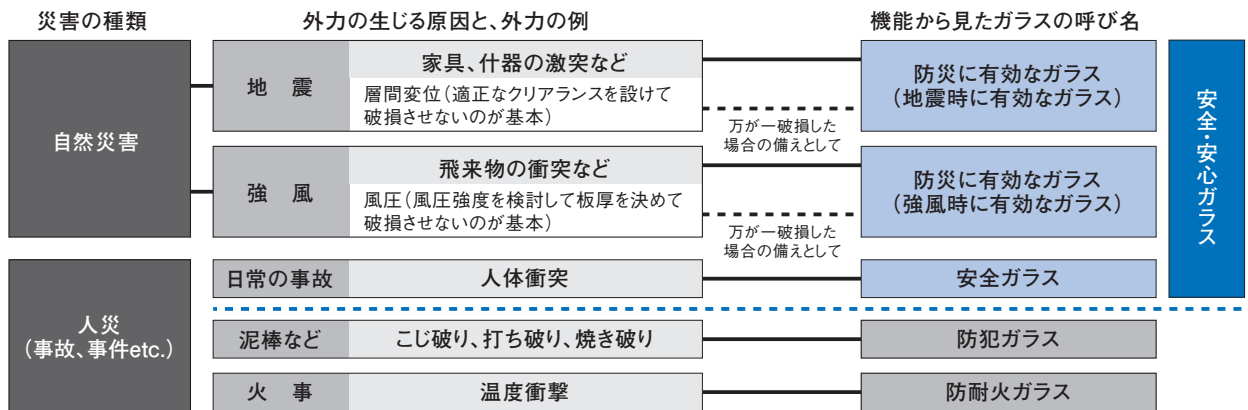 災害の種類
外力の生じる原因と、外力の例
機能から見たガラスの呼び名
自然災害
地 震
家具、什器の激突など
層間変位(適正なクリアランスを設けて
破損させないのが基本)
万が一破損した
場合の備えとして
防災に有効なガラス
(地震時に有効なガラス)
強 風
飛来物の衝突など
風圧(風圧強度を検討して板厚を決めて
破損させないのが基本)
万が一破損した
場合の備えとして
防災に有効なガラス
(強風時に有効なガラス)
安全・安心ガラス
人災
(事故、事件etc.)
日常の事故
人体衝突
安全ガラス
泥棒など
こじ破り、打ち破り、焼き破り
防犯ガラス
火 事
温度衝撃
防耐火ガラス